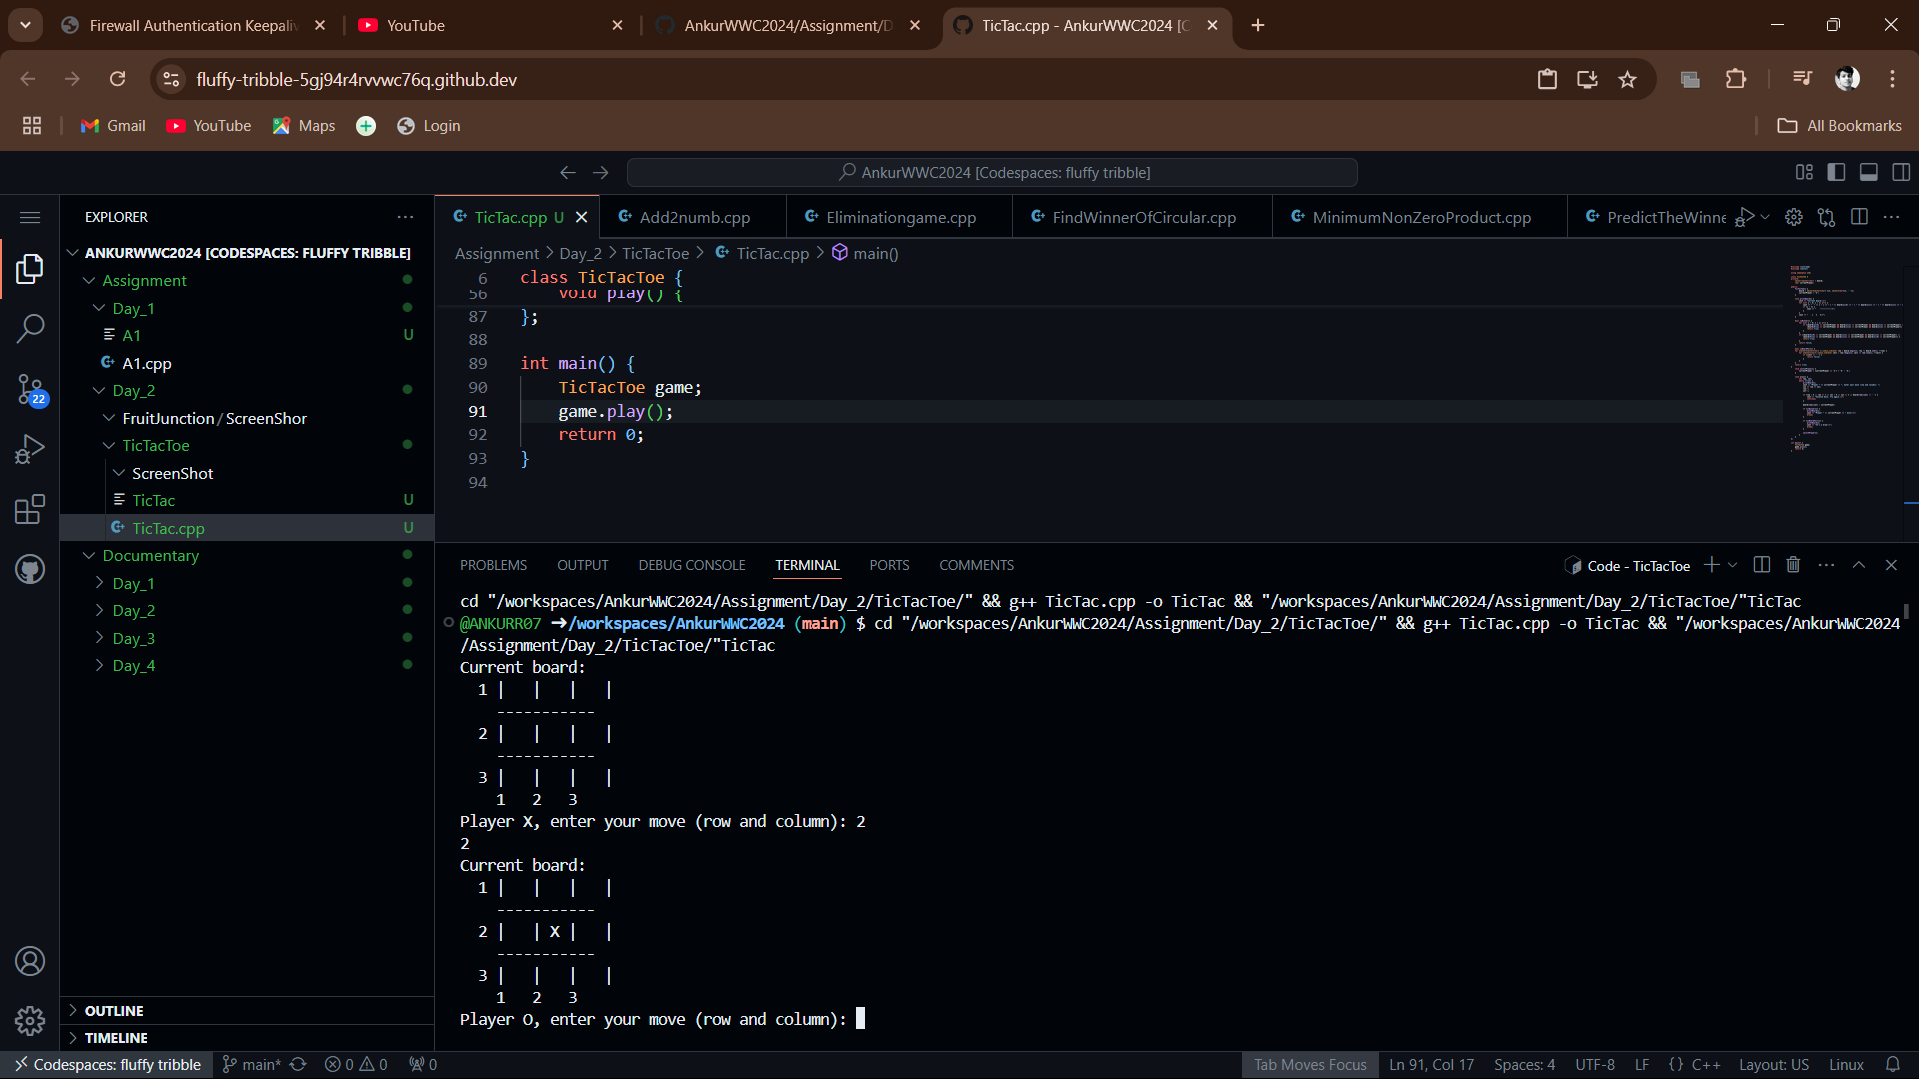 Firewall Authentication Keepaliv
YouTube
AnkurWWC2024/Assignment/D
TicTac.cpp - AnkurWWC2024 [C
fluffy-tribble-5gj94r4rvvwc76q.github.dev
Gmail
YouTube
Maps
Login
All Bookmarks
AnkurWWC2024 [Codespaces: fluffy tribble]
EXPLORER
ANKURWWC2024 [CODESPACES: FLUFFY TRIBBLE]
Assignment
Day_1
A1 U
A1.cpp
Day_2
FruitJunction / ScreenShor
TicTacToe
ScreenShot
TicTac U
TicTac.cpp U
Documentary
Day_1
Day_2
Day_3
Day_4
OUTLINE
TIMELINE
22
TicTac.cpp U
Add2numb.cpp
Eliminationgame.cpp
FindWinnerOfCircular.cpp
MinimumNonZeroProduct.cpp
PredictTheWinne
Assignment > Day_2 > TicTacToe > TicTac.cpp > main()
6 class TicTacToe {
56 void play() {
87 };
88
89 int main() {
90 TicTacToe game;
91 game.play();
92 return 0;
93 }
94
PROBLEMS OUTPUT DEBUG CONSOLE TERMINAL PORTS COMMENTS
Code - TicTacToe
cd "/workspaces/AnkurWWC2024/Assignment/Day_2/TicTacToe/" && g++ TicTac.cpp -o TicTac && "/workspaces/AnkurWWC2024/Assignment/Day_2/TicTacToe/"TicTac
@ANKURR07 ➜/workspaces/AnkurWWC2024 (main) $ cd "/workspaces/AnkurWWC2024/Assignment/Day_2/TicTacToe/" && g++ TicTac.cpp -o TicTac && "/workspaces/AnkurWWC2024
/Assignment/Day_2/TicTacToe/"TicTac
Current board:
1 |   |   |   |
-----------
2 |   |   |   |
-----------
3 |   |   |   |
1   2   3
Player X, enter your move (row and column): 2
2
Current board:
1 |   |   |   |
-----------
2 |   | X |   |
-----------
3 |   |   |   |
1   2   3
Player O, enter your move (row and column):
Codespaces: fluffy tribble
main*
0 0
0
Tab Moves Focus
Ln 91, Col 17
Spaces: 4
UTF-8
LF
{} C++
Layout: US
Linux